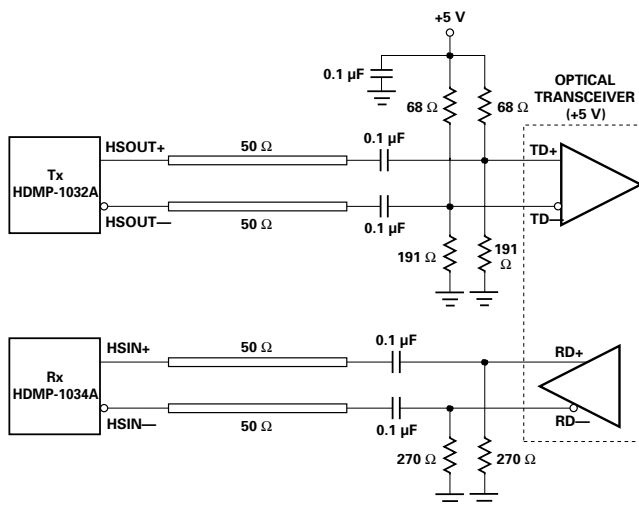 +5 V
0.1 µF
68 Ω
68 Ω
OPTICAL
TRANSCEIVER
(+5 V)
Tx
HDMP-1032A
HSOUT+
50 Ω
0.1 µF
TD+
HSOUT—
50 Ω
0.1 µF
TD—
191 Ω
191
Ω
Rx
HDMP-1034A
HSIN+
50 Ω
0.1 µF
RD+
HSIN—
50 Ω
0.1 µF
RD—
270 Ω
270 Ω